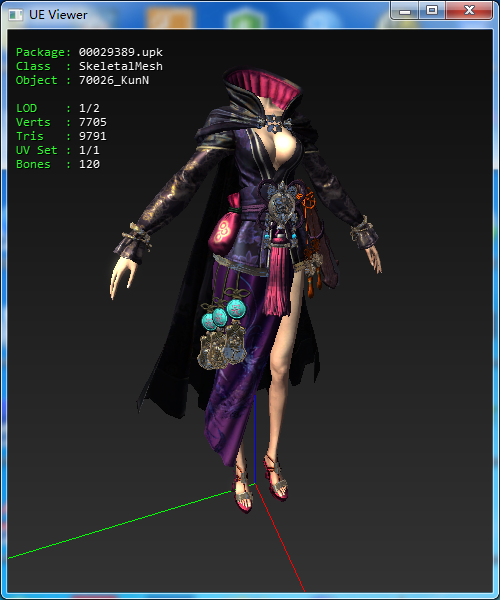 UE Viewer
Package: 00029389.upk
Class  : SkeletalMesh
Object : 70026_KunN
LOD    : 1/2
Verts  : 7705
Tris   : 9791
UV Set : 1/1
Bones  : 120